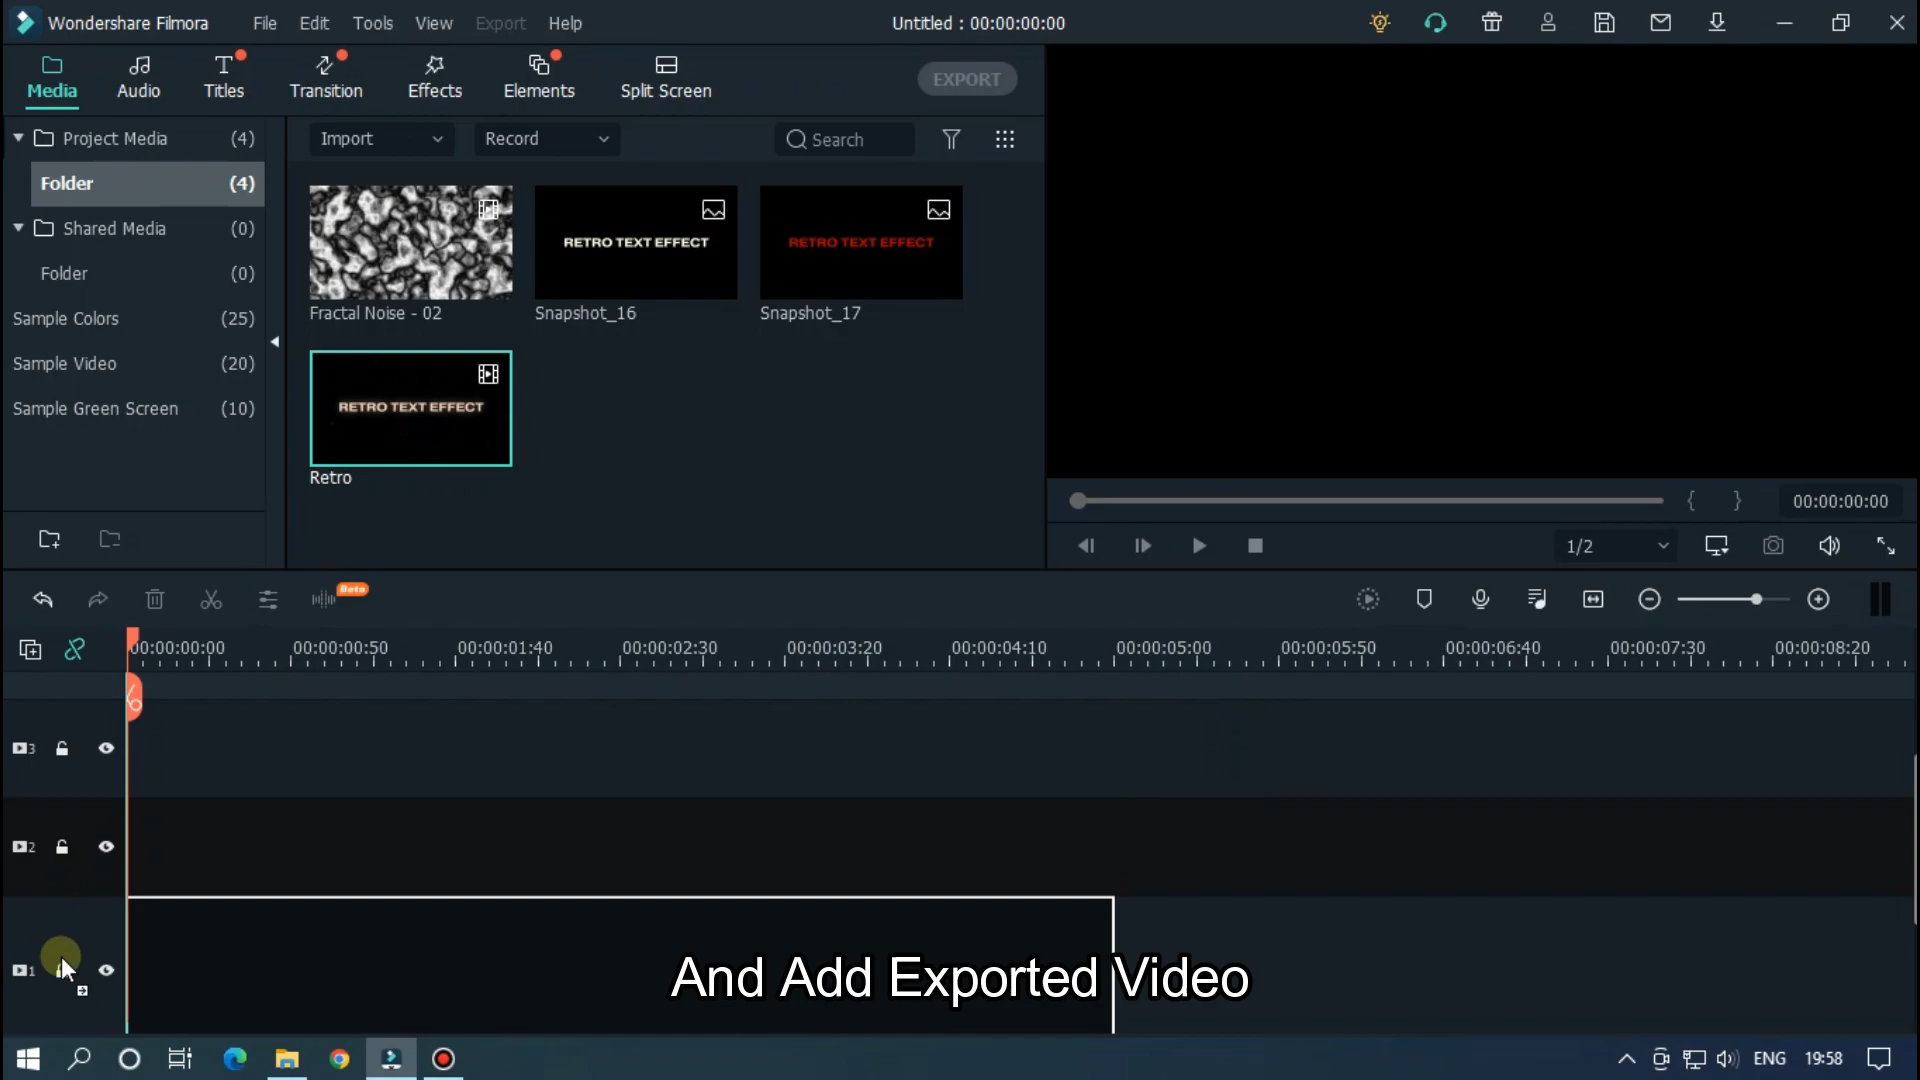 Wondershare Filmora File Edit Tools View Export Help Untitled : 00:00:00:00
Media Audio Titles Transition Effects Elements Split Screen EXPORT
Project Media (4)
Folder (4)
Shared Media (0)
Folder (0)
Sample Colors (25)
Sample Video (20)
Sample Green Screen (10)
Import Record Search
RETRO TEXT EFFECT
RETRO TEXT EFFECT
Fractal Noise - 02 Snapshot_16 Snapshot_17
RETRO TEXT EFFECT
Retro
{ } 00:00:00:00
1/2
Beta
00:00:00:00 00:00:00:50 00:00:01:40 00:00:02:30 00:00:03:20 00:00:04:10 00:00:05:00 00:00:05:50 00:00:06:40 00:00:07:30 00:00:08:20
3
2
1
And Add Exported Video
ENG 19:58